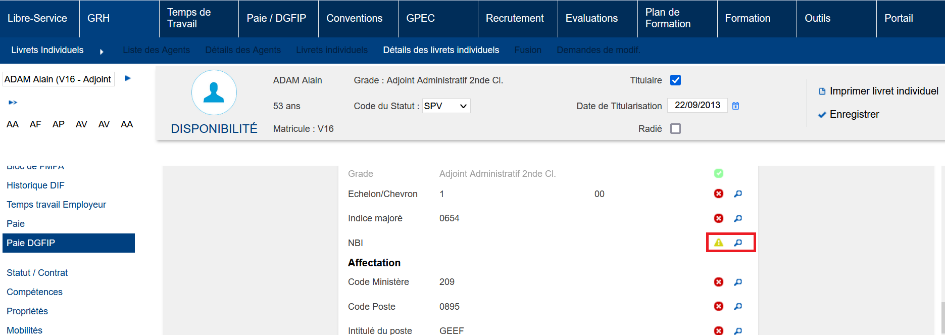 Libre-Service GRH Temps de Travail Paie / DGFIP Conventions GPEC Recrutement Evaluations Plan de Formation Formation Outils Portail
Livrets Individuels Liste des Agents Détails des Agents Livrets individuels Détails des livrets individuels Fusion Demandes de modif.
ADAM Alain (V16 - Adjoint
AA AF AP AV AV AA
DISPONIBILITÉ
ADAM Alain Grade : Adjoint Administratif 2nde Cl. Titulaire
53 ans Code du Statut : SPV Date de Titularisation 22/09/2013
Matricule : V16 Radié
Imprimer livret individuel
Enregistrer
Bloc de PMPA
Historique DIF
Temps travail Employeur
Paie
Paie DGFIP
Statut / Contrat
Compétences
Propriétés
Mobilités
Grade Adjoint Administratif 2nde Cl.
Echelon/Chevron 1 00
Indice majoré 0654
NBI
Affectation
Code Ministère 209
Code Poste 0895
Intitulé du poste GEEF